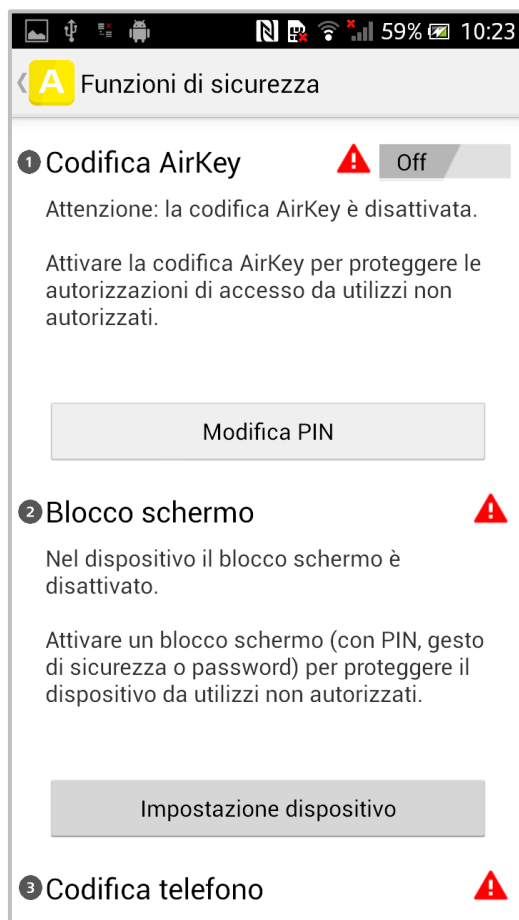 59% 10:23
A Funzioni di sicurezza
1 Codifica AirKey Off
Attenzione: la codifica AirKey è disattivata.
Attivare la codifica AirKey per proteggere le
autorizzazioni di accesso da utilizzi non
autorizzati.
Modifica PIN
2 Blocco schermo
Nel dispositivo il blocco schermo è
disattivato.
Attivare un blocco schermo (con PIN, gesto
di sicurezza o password) per proteggere il
dispositivo da utilizzi non autorizzati.
Impostazione dispositivo
3 Codifica telefono